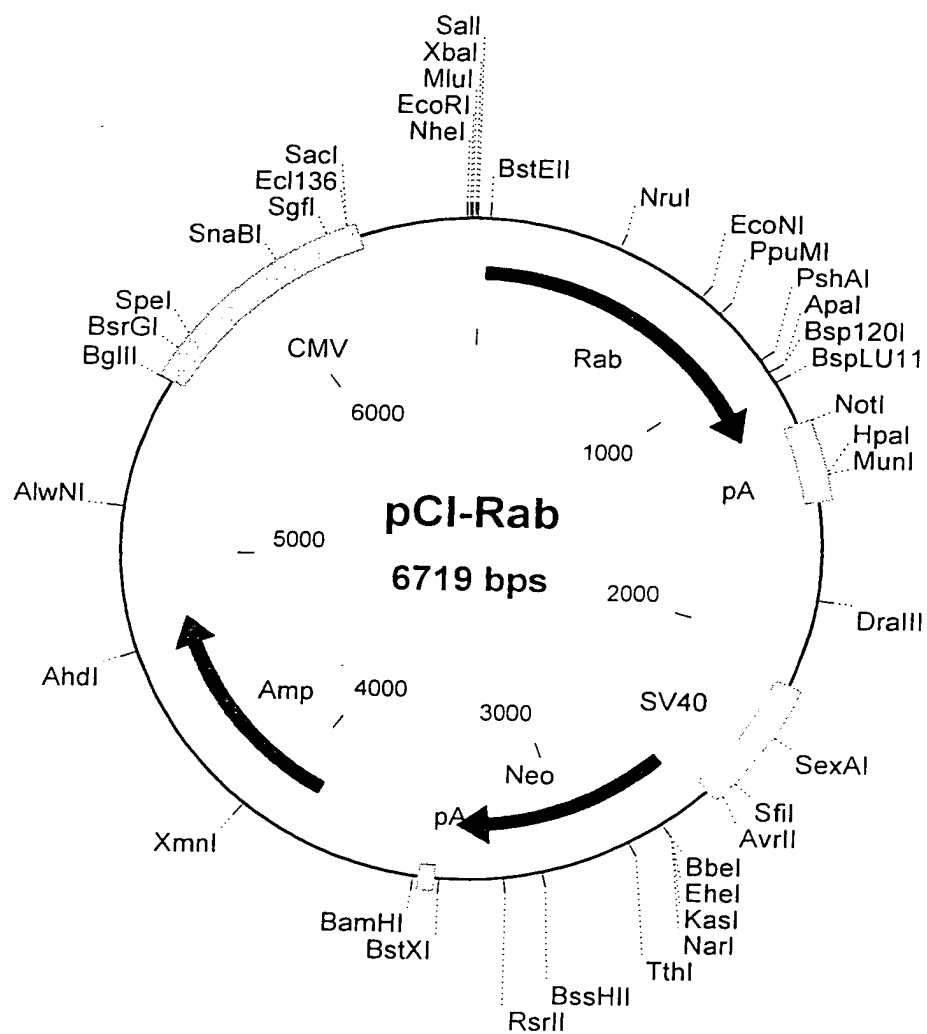 SalI
XbaI
MluI
EcoRI
NheI
BstEII
NruI
EcoNI
PpuMI
PshAI
ApaI
Bsp120I
BspLU11
NotI
HpaI
MunI
DraIII
SexAI
SfiI
AvrII
BbeI
EheI
KasI
NarI
TthI
BssHII
RsrII
BstXI
BamHI
XmnI
AhdI
AlwNI
BglII
BsrGI
SpeI
SnaBI
SgfI
Ecl136
SacI
CMV
Rab
6000
1000
pA
pCI-Rab
6719 bps
5000
2000
Amp
4000
3000
SV40
Neo
pA